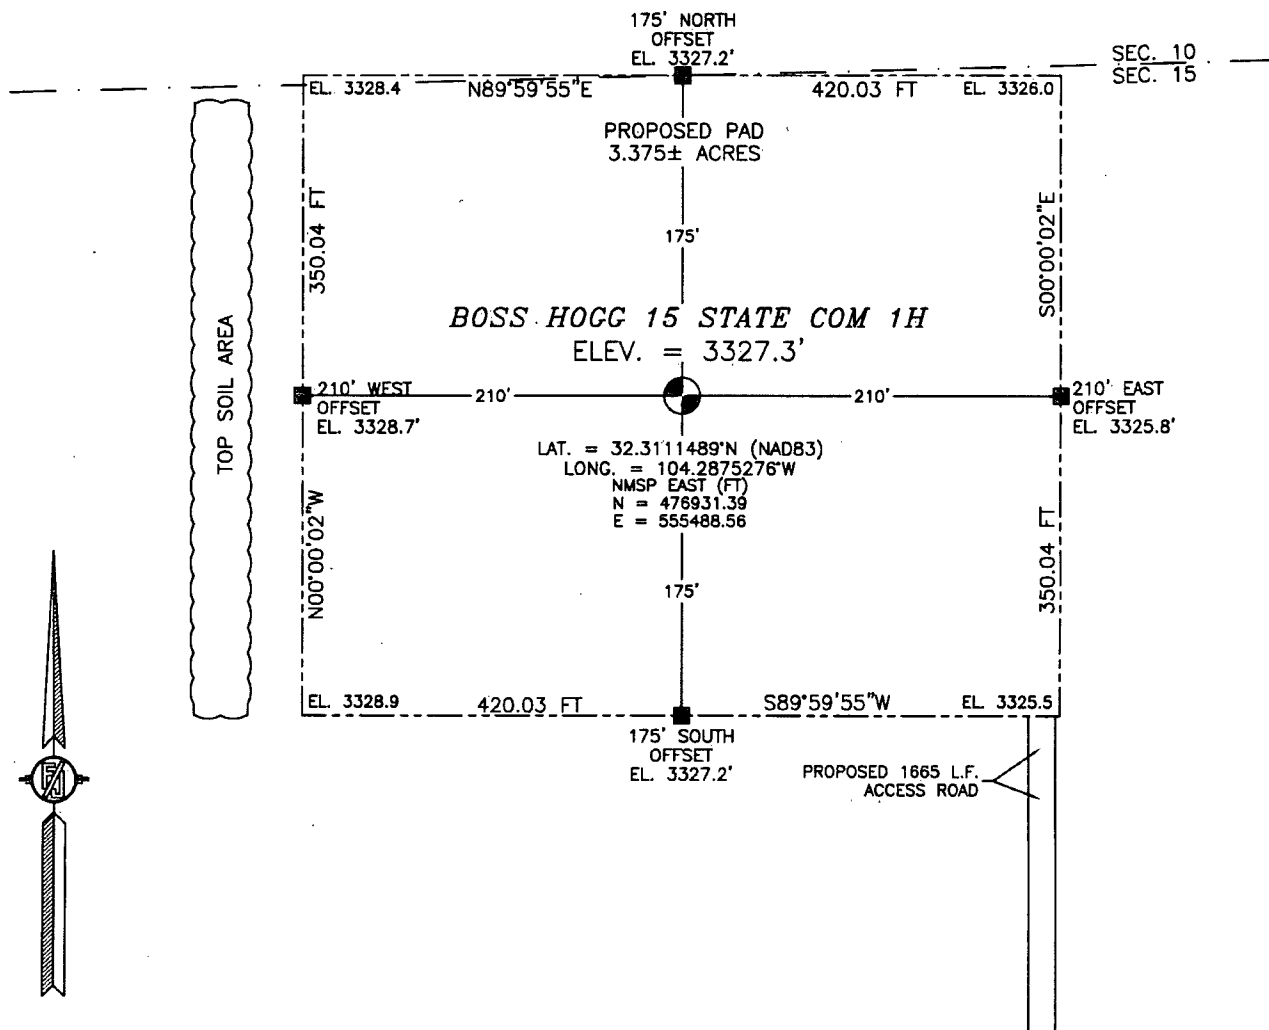 175' NORTH
OFFSET
EL. 3327.2'
SEC. 10
SEC. 15
EL. 3328.4
N89°59'55"E
420.03 FT
EL. 3326.0
PROPOSED PAD
3.375± ACRES
350.04 FT
175'
S00°00'02"E
BOSS HOGG 15 STATE COM 1H
ELEV. = 3327.3'
TOP SOIL AREA
210' WEST
OFFSET
EL. 3328.7'
210'
210'
210' EAST
OFFSET
EL. 3325.8'
LAT. = 32.3111489°N (NAD83)
LONG. = 104.2875276°W
NMSP EAST (FT)
N = 476931.39
E = 555488.56
N00°00'02"W
350.04 FT
175'
EL. 3328.9
420.03 FT
S89°59'55"W
EL. 3325.5
175' SOUTH
OFFSET
EL. 3327.2'
PROPOSED 1665 L.F.
ACCESS ROAD